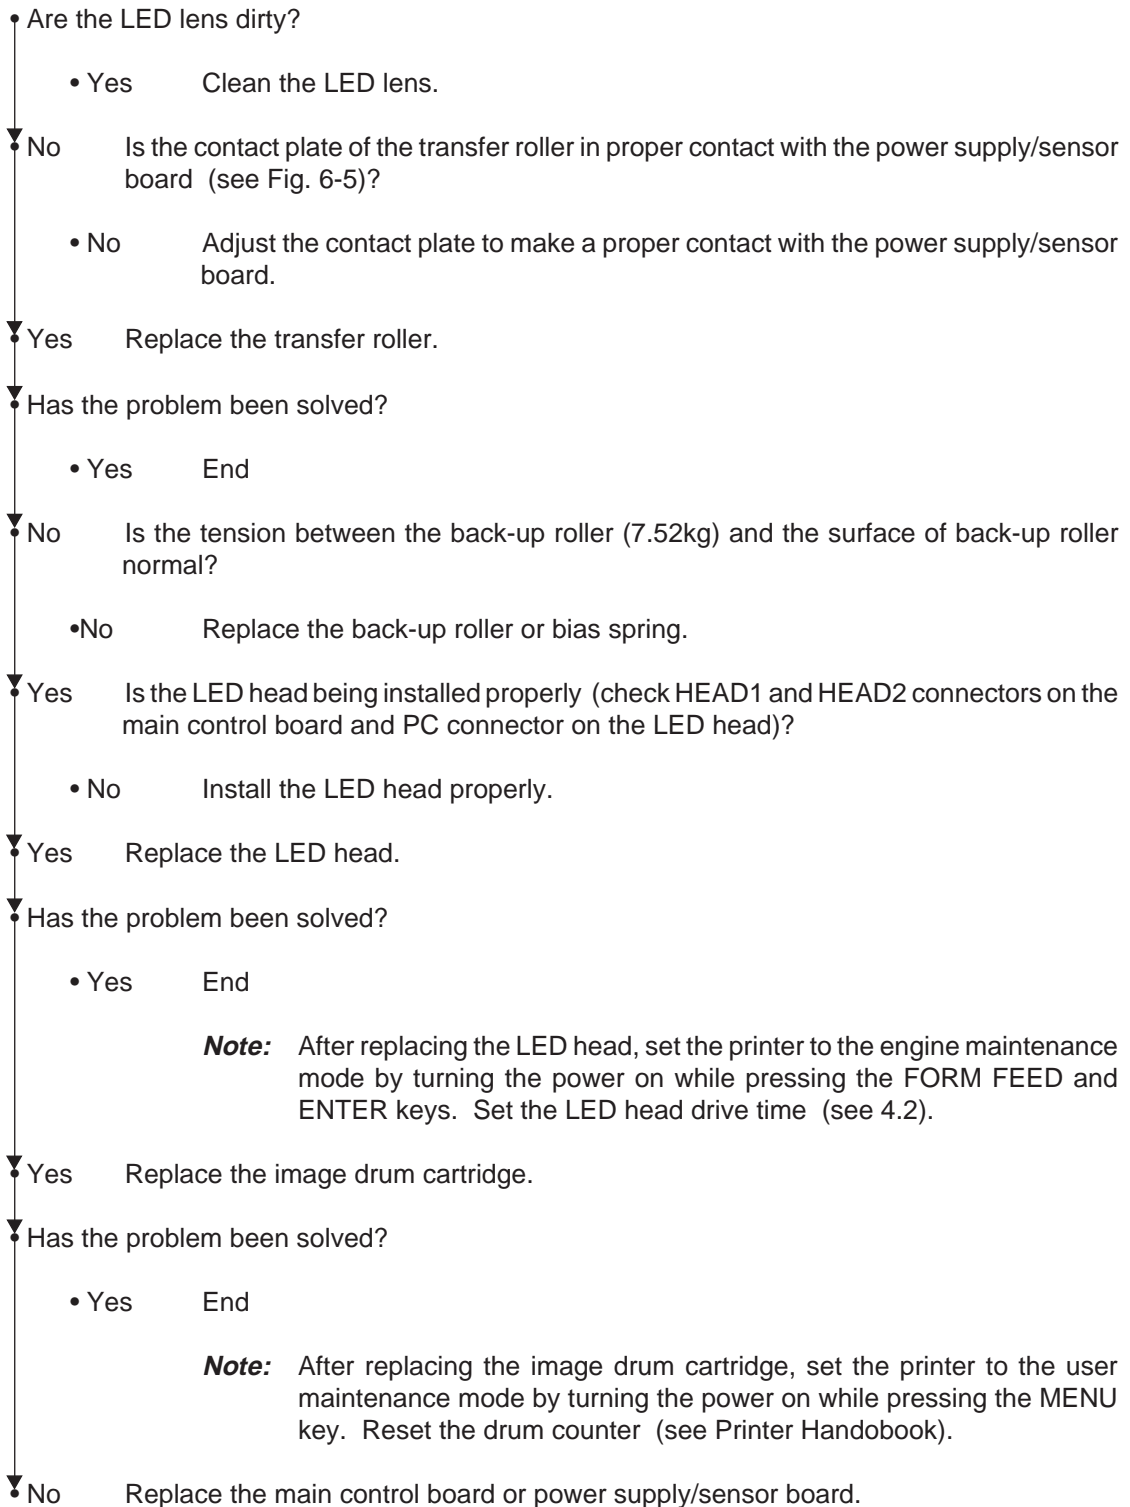 • Are the LED lens dirty?
• Yes Clean the LED lens.
• No Is the contact plate of the transfer roller in proper contact with the power supply/sensor
board (see Fig. 6-5)?
• No Adjust the contact plate to make a proper contact with the power supply/sensor
board.
• Yes Replace the transfer roller.
• Has the problem been solved?
• Yes End
• No Is the tension between the back-up roller (7.52kg) and the surface of back-up roller
normal?
•No Replace the back-up roller or bias spring.
• Yes Is the LED head being installed properly (check HEAD1 and HEAD2 connectors on the
main control board and PC connector on the LED head)?
• No Install the LED head properly.
• Yes Replace the LED head.
• Has the problem been solved?
• Yes End
Note: After replacing the LED head, set the printer to the engine maintenance
mode by turning the power on while pressing the FORM FEED and
ENTER keys. Set the LED head drive time (see 4.2).
• Yes Replace the image drum cartridge.
• Has the problem been solved?
• Yes End
Note: After replacing the image drum cartridge, set the printer to the user
maintenance mode by turning the power on while pressing the MENU
key. Reset the drum counter (see Printer Handobook).
• No Replace the main control board or power supply/sensor board.